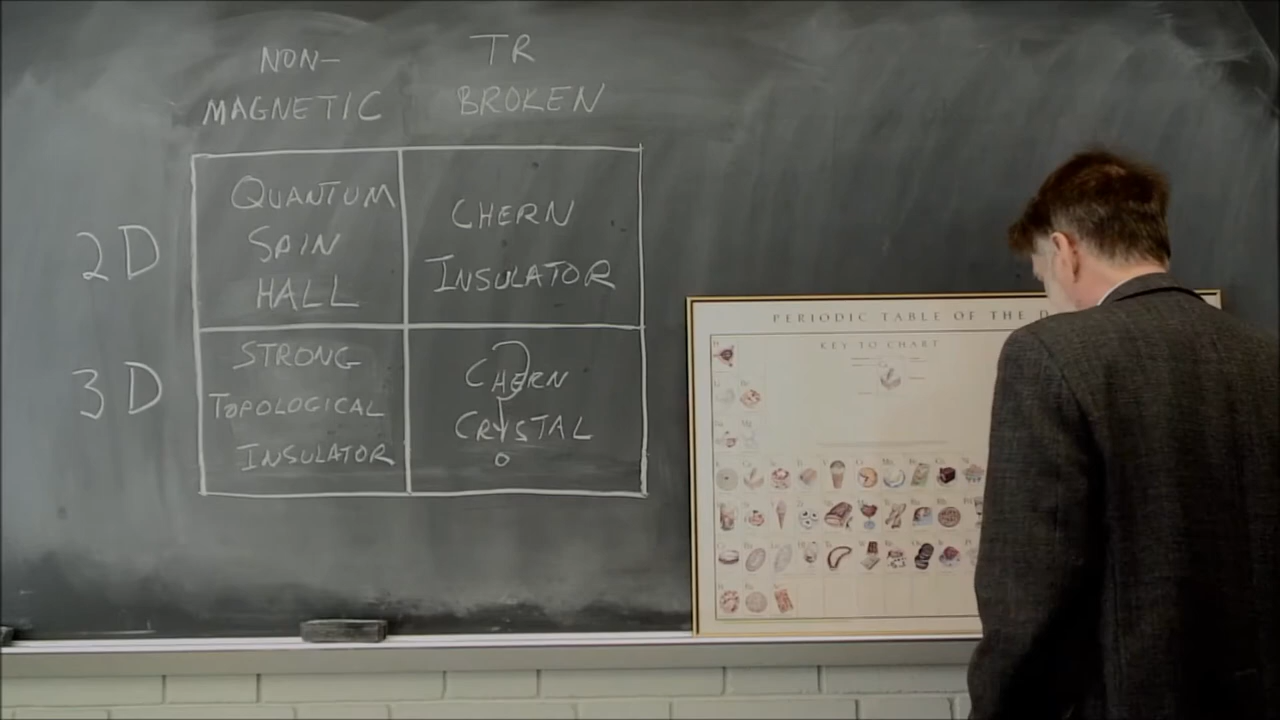 NON-
MAGNETIC
TR
BROKEN
2D
QUANTUM
SPIN
HALL
CHERN
INSULATOR
3D
STRONG
TOPOLOGICAL
INSULATOR
?
CHERN
CRYSTAL
PERIODIC TABLE OF THE D
KEY TO CHART